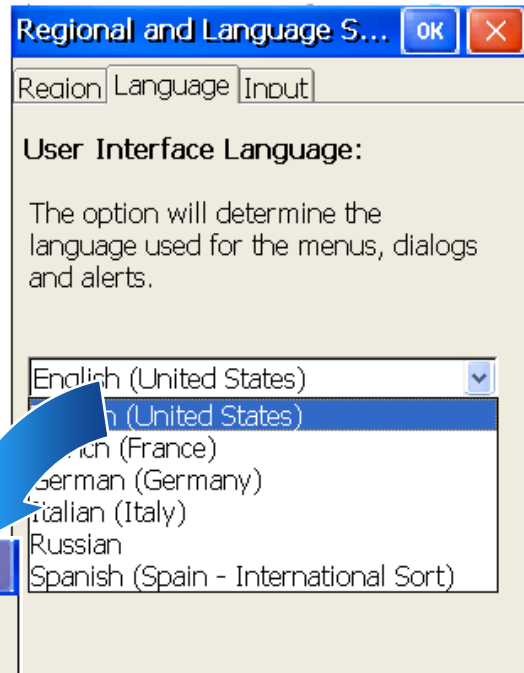 Regional and Language S... OK
Region Language Input
User Interface Language:
The option will determine the
language used for the menus, dialogs
and alerts.
English (United States)
(United States)
(France)
German (Germany)
Italian (Italy)
Russian
Spanish (Spain - International Sort)